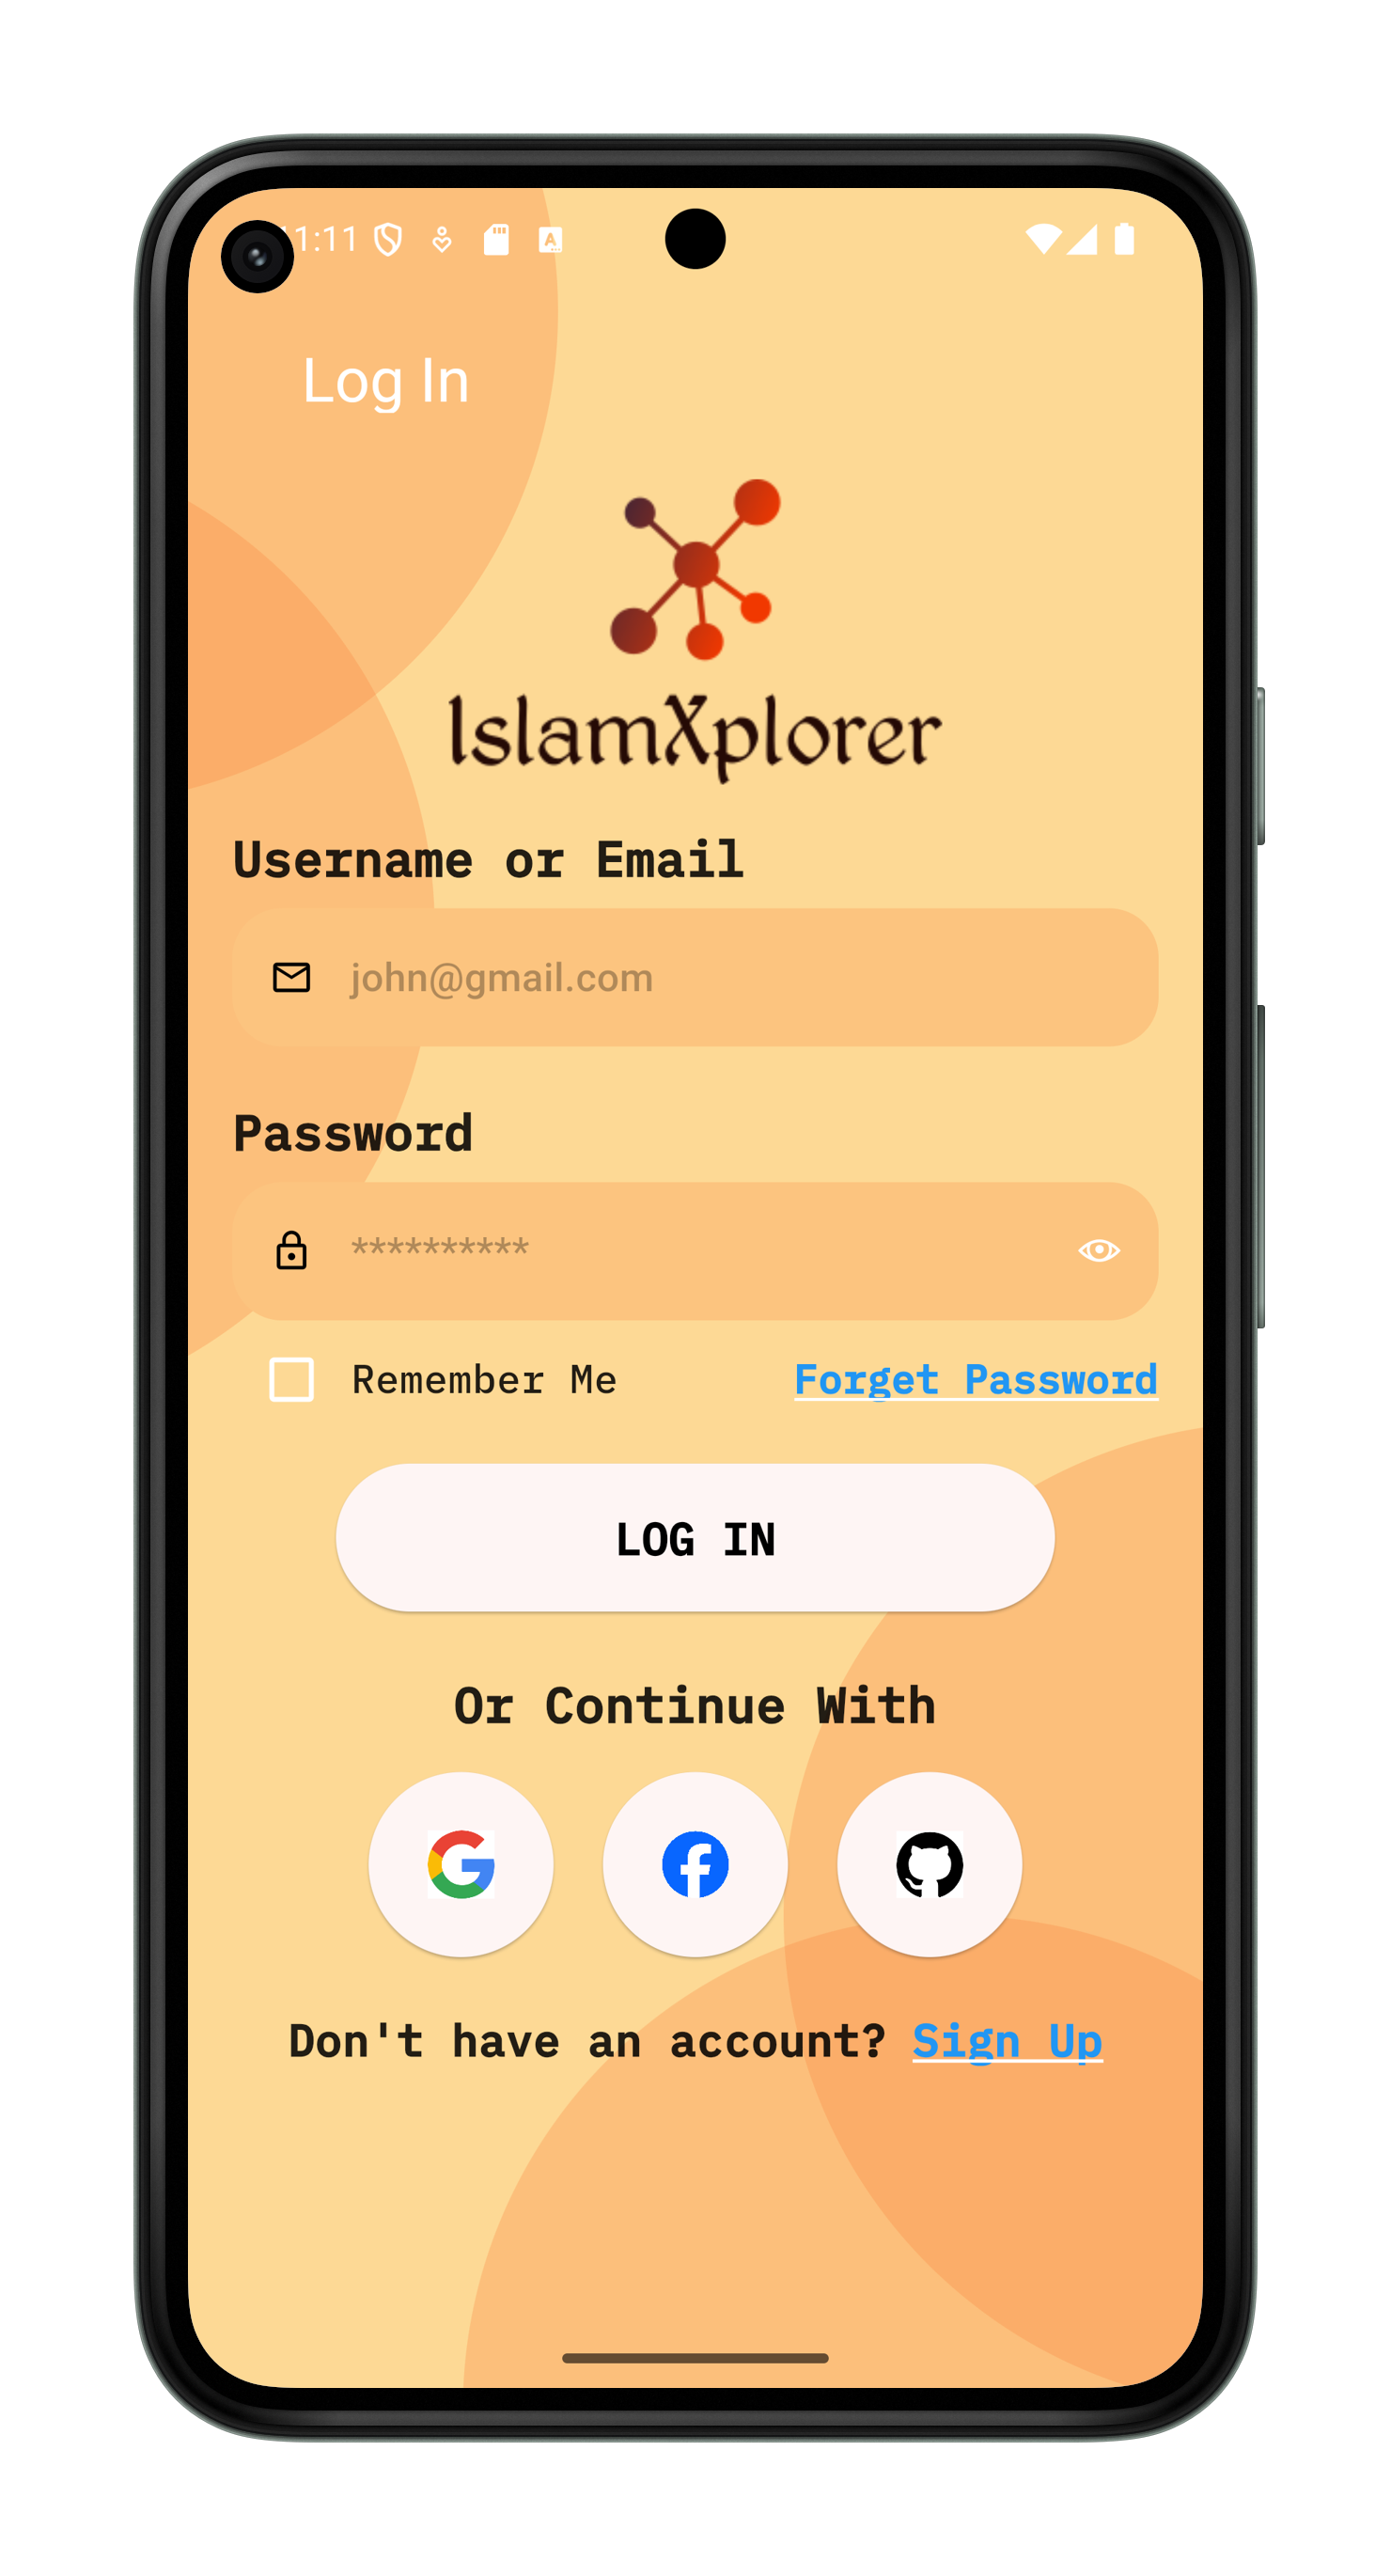 11:11
Log In
IslamXplorer
Username or Email
john@gmail.com
Password
**********
Remember Me Forget Password
LOG IN
Or Continue With
Don't have an account? Sign Up